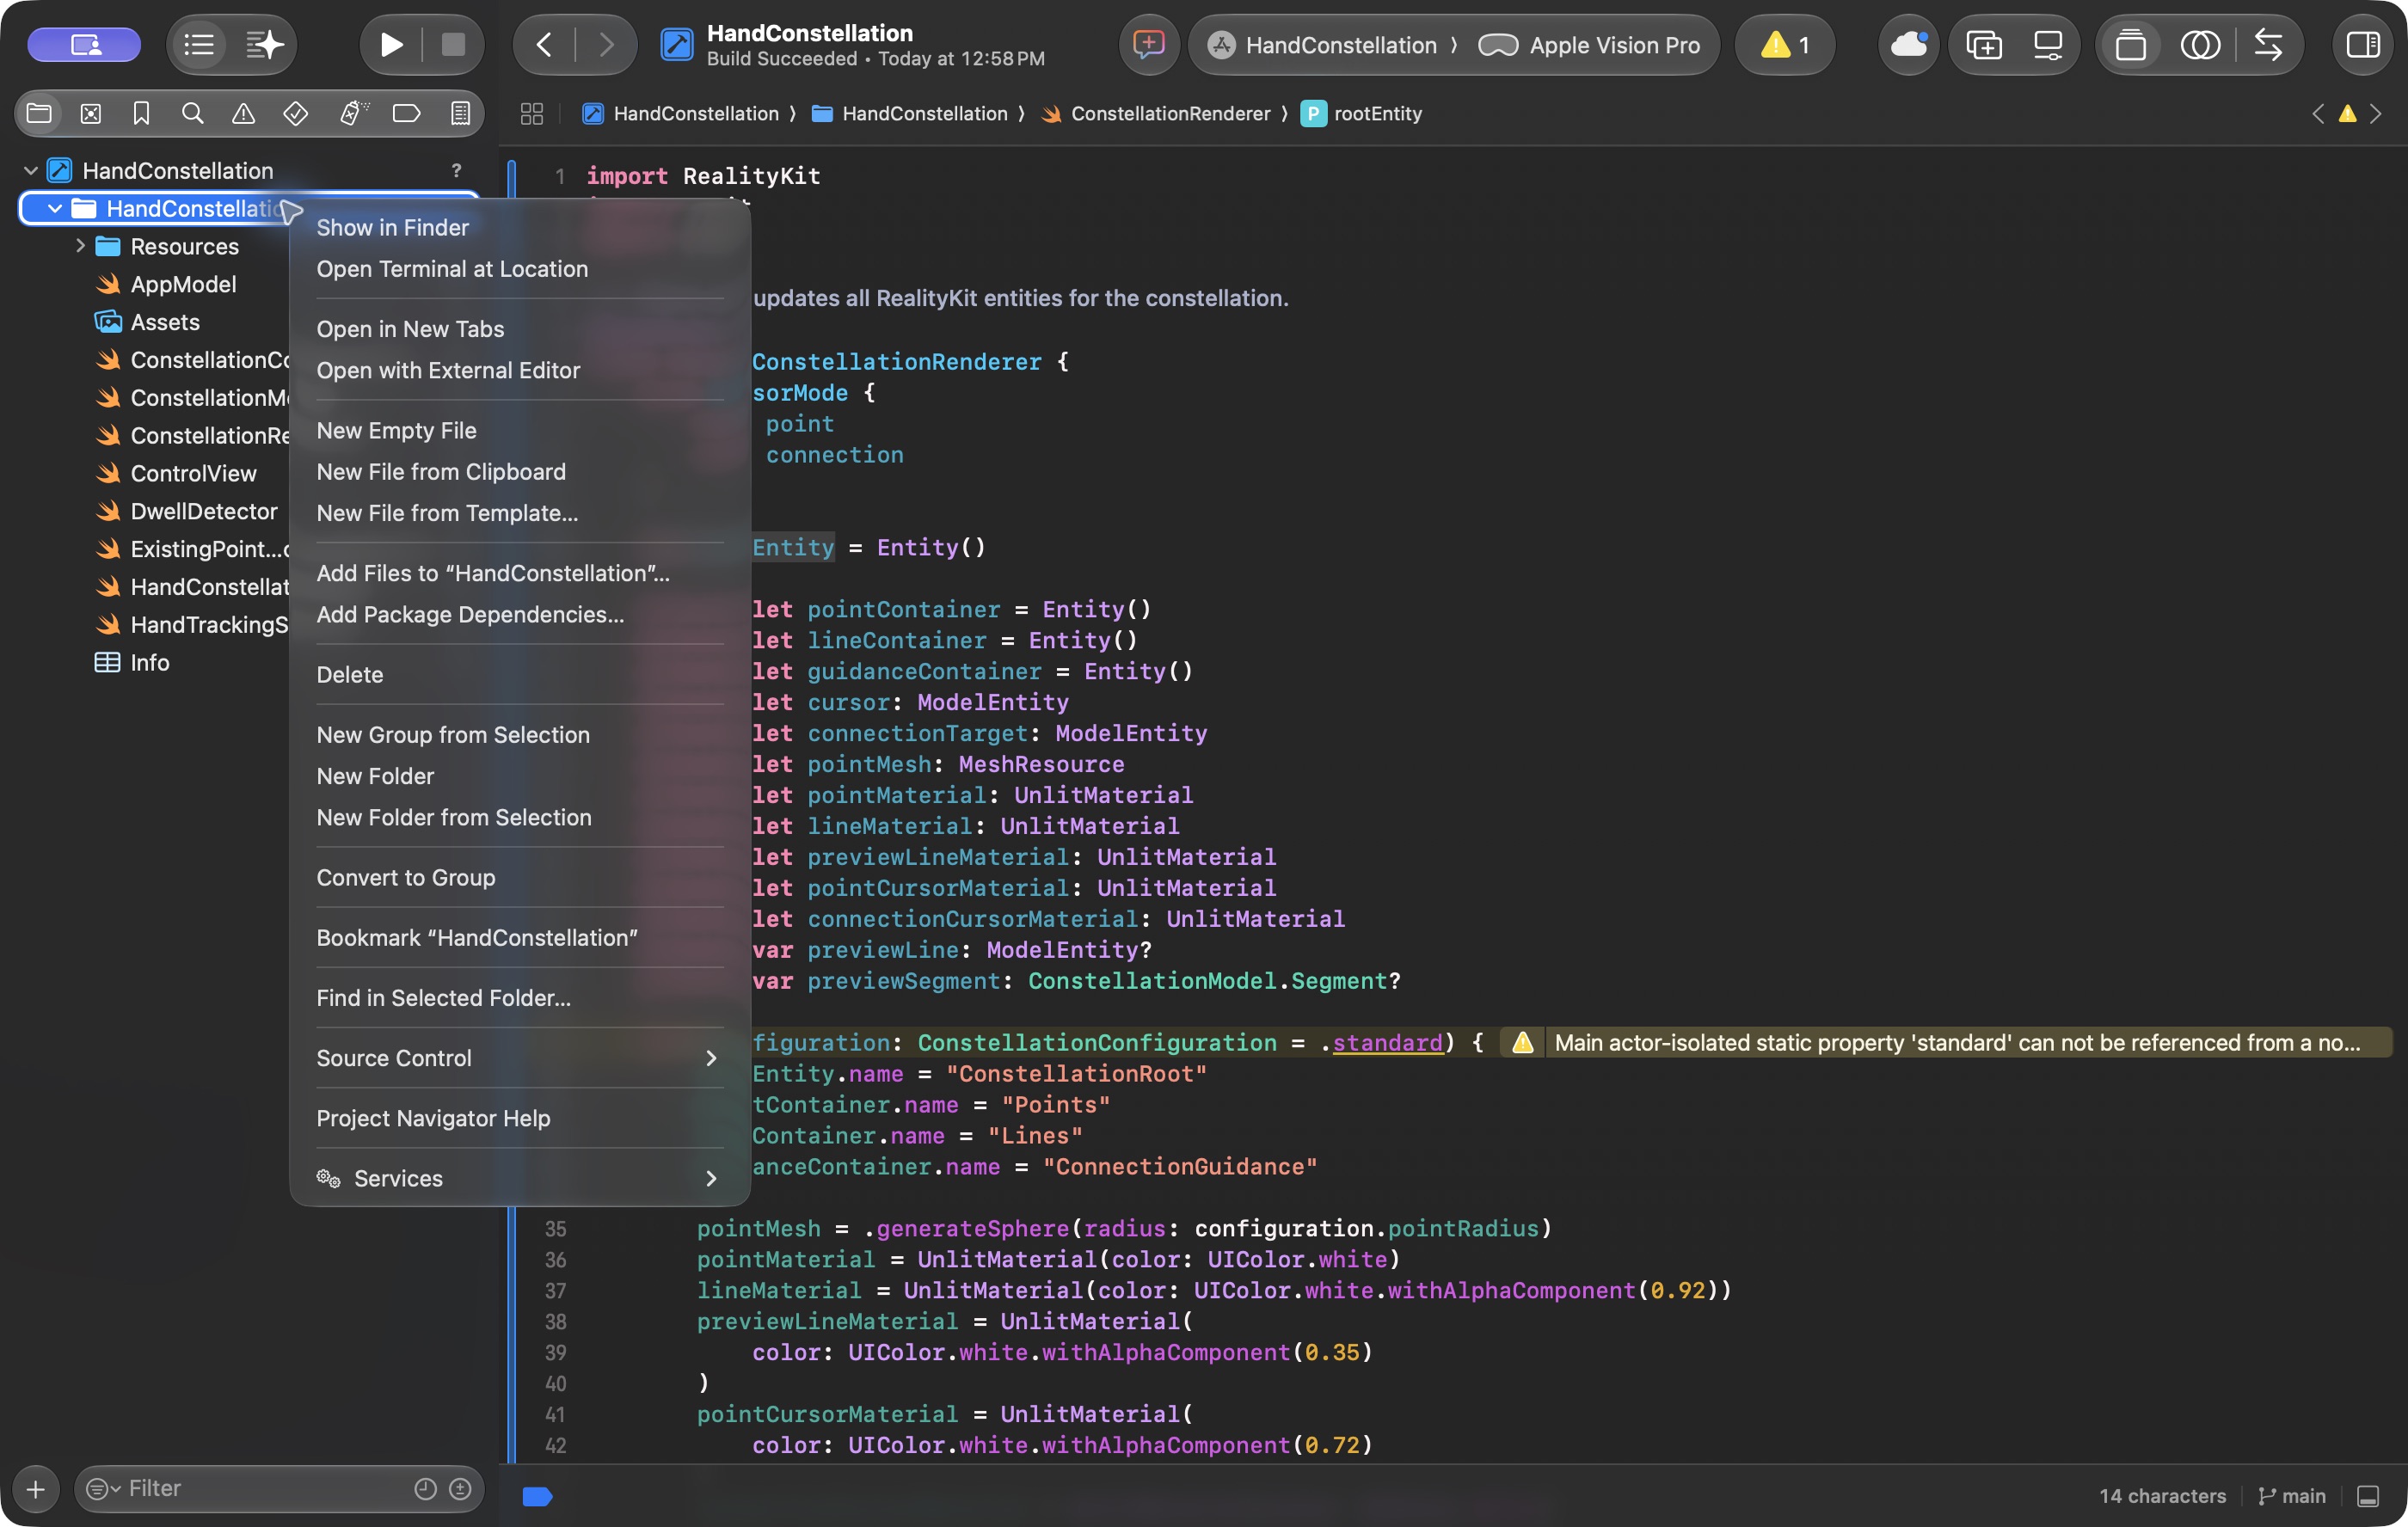 HandConstellation
Build Succeeded • Today at 12:58 PM
HandConstellation 〉 Apple Vision Pro
1
HandConstellation 〉 HandConstellation 〉 ConstellationRenderer 〉 P rootEntity
HandConstellation ?
HandConstellatio
Resources
AppModel
Assets
ConstellationCo
ConstellationMo
ConstellationRe
ControlView
DwellDetector
ExistingPoint...c
HandConstellat
HandTrackingS
Info
Filter
Show in Finder
Open Terminal at Location
Open in New Tabs
Open with External Editor
New Empty File
New File from Clipboard
New File from Template...
Add Files to “HandConstellation”...
Add Package Dependencies...
Delete
New Group from Selection
New Folder
New Folder from Selection
Convert to Group
Bookmark “HandConstellation”
Find in Selected Folder...
Source Control
Project Navigator Help
Services
1 import RealityKit
updates all RealityKit entities for the constellation.
ConstellationRenderer {
sorMode {
point
connection
Entity = Entity()
let pointContainer = Entity()
let lineContainer = Entity()
let guidanceContainer = Entity()
let cursor: ModelEntity
let connectionTarget: ModelEntity
let pointMesh: MeshResource
let pointMaterial: UnlitMaterial
let lineMaterial: UnlitMaterial
let previewLineMaterial: UnlitMaterial
let pointCursorMaterial: UnlitMaterial
let connectionCursorMaterial: UnlitMaterial
var previewLine: ModelEntity?
var previewSegment: ConstellationModel.Segment?
figuration: ConstellationConfiguration = .standard) { Main actor-isolated static property 'standard' can not be referenced from a no...
Entity.name = "ConstellationRoot"
tContainer.name = "Points"
Container.name = "Lines"
anceContainer.name = "ConnectionGuidance"
35 pointMesh = .generateSphere(radius: configuration.pointRadius)
36 pointMaterial = UnlitMaterial(color: UIColor.white)
37 lineMaterial = UnlitMaterial(color: UIColor.white.withAlphaComponent(0.92))
38 previewLineMaterial = UnlitMaterial(
39 color: UIColor.white.withAlphaComponent(0.35)
40 )
41 pointCursorMaterial = UnlitMaterial(
42 color: UIColor.white.withAlphaComponent(0.72)
14 characters
main